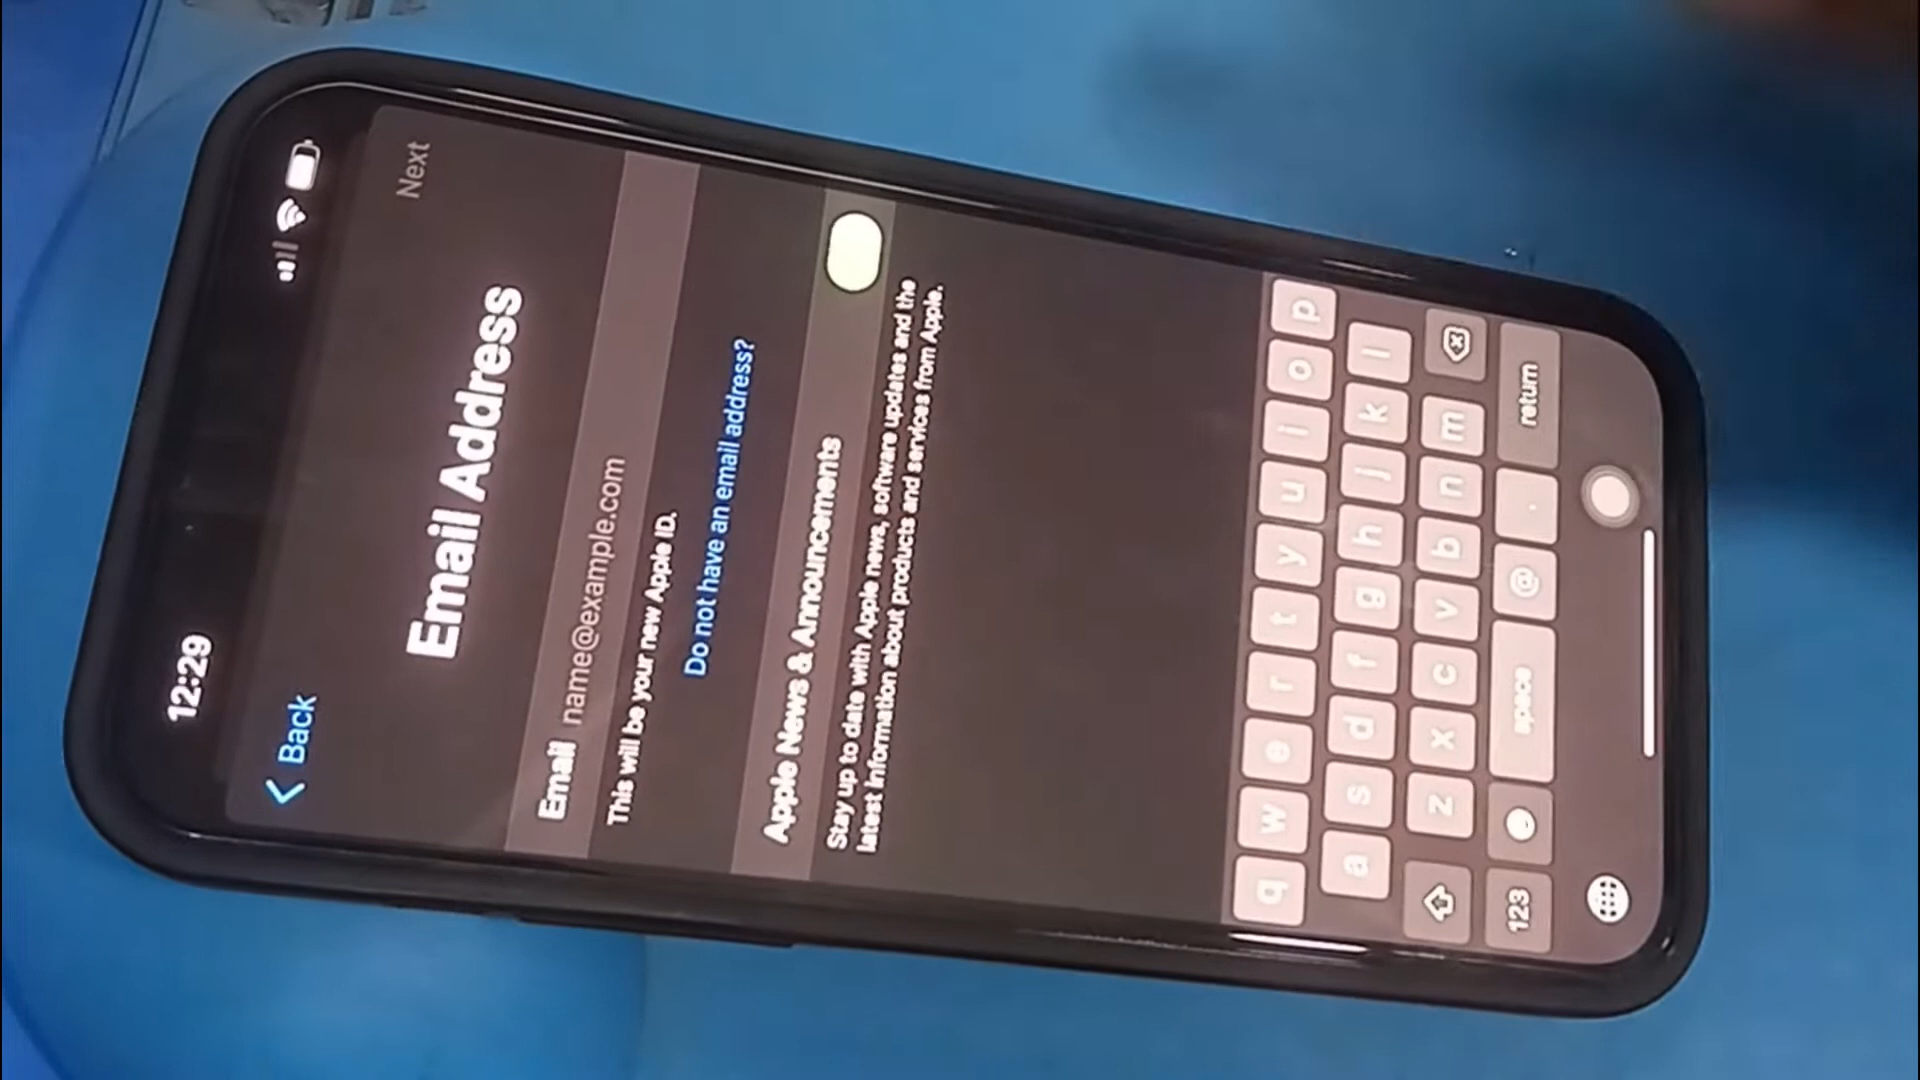 12:29
Back
Next
Email Address
Email name@example.com
This will be your new Apple ID.
Do not have an email address?
Apple News & Announcements
Stay up to date with Apple news, software updates and the
latest information about products and services from Apple.
q w e r t y u i o p
a s d f g h j k l
z x c v b n m
123 space @ . return